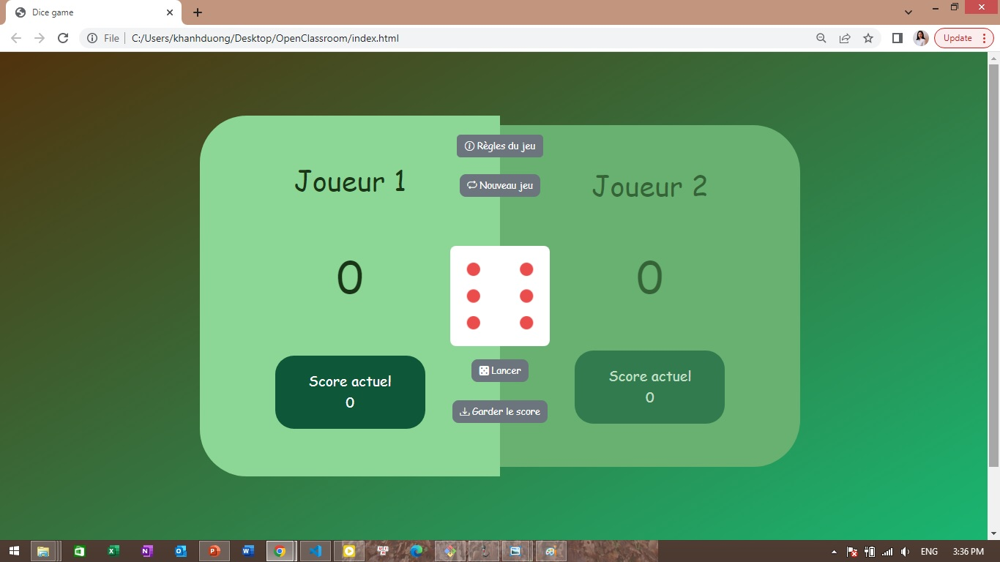 Dice game
File
C:/Users/khanhduong/Desktop/OpenClassroom/index.html
Update
Règles du jeu
Nouveau jeu
Joueur 1
Joueur 2
0
0
Lancer
Score actuel
0
Score actuel
0
Garder le score
ENG
3:36 PM